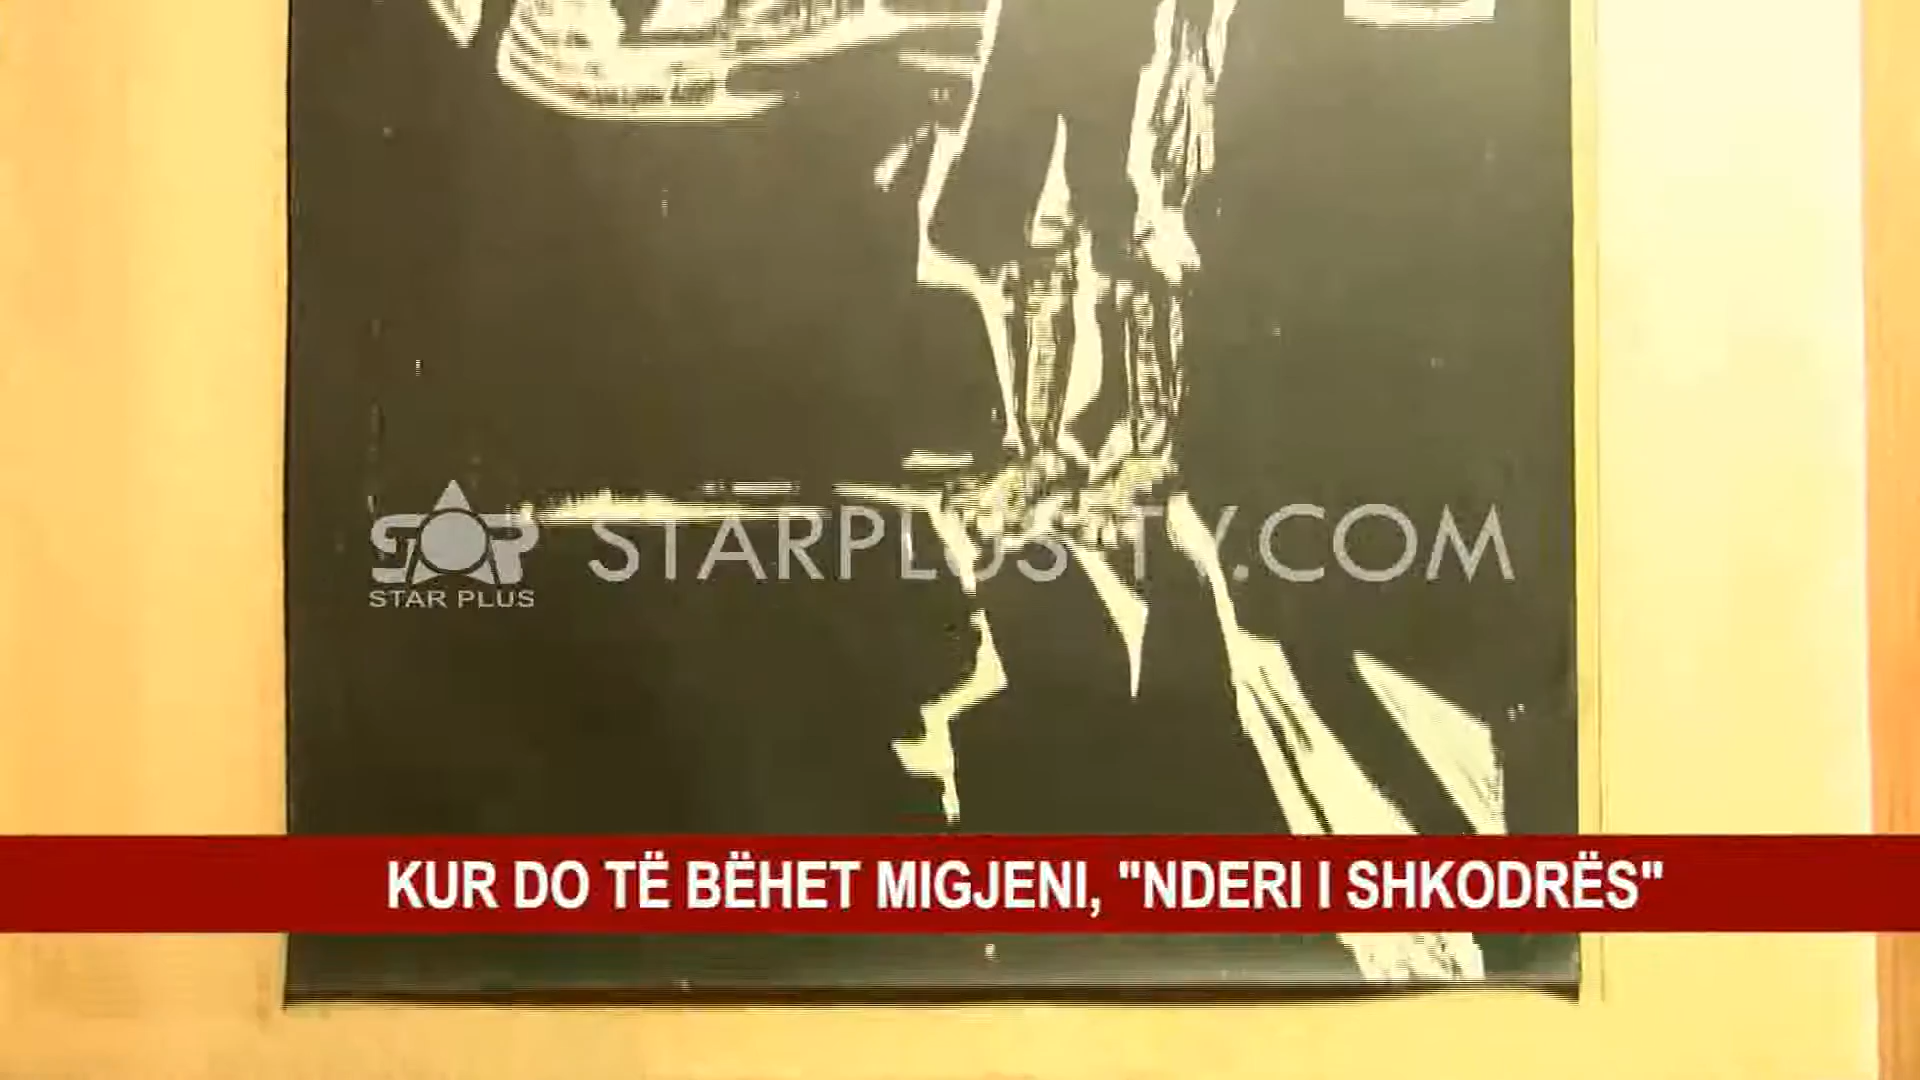 STAR PLUS
STARPLUS-TV.COM
KUR DO TË BËHET MIGJENI, "NDERI I SHKODRËS"